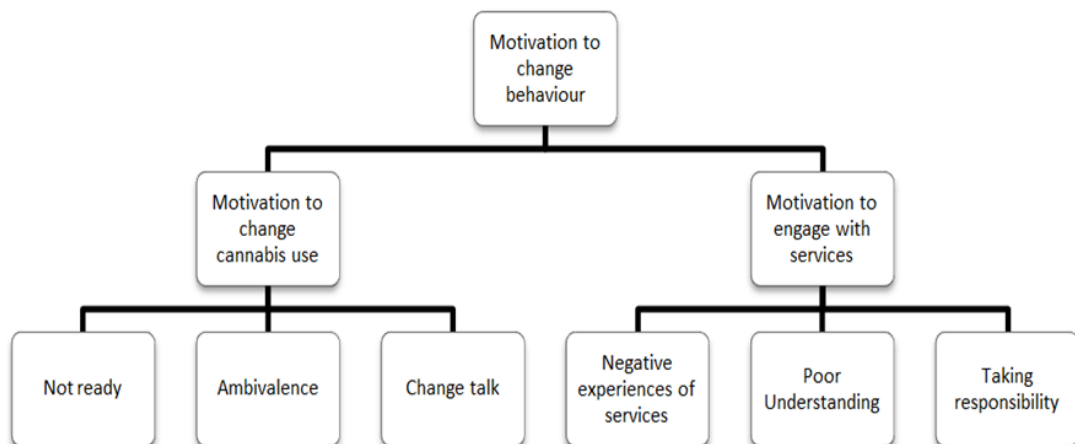 Motivation to
change
behaviour
Motivation to
change
cannabis use
Motivation to
engage with
services
Not ready
Ambivalence
Change talk
Negative
experiences of
services
Poor
Understanding
Taking
responsibility